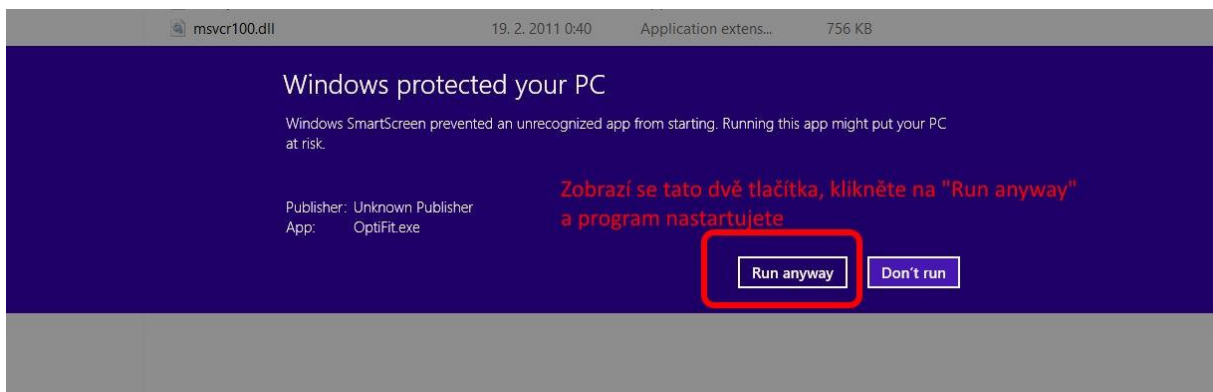 msvcr100.dll 19. 2. 2011 0:40 Application extens... 756 KB
Windows protected your PC
Windows SmartScreen prevented an unrecognized app from starting. Running this app might put your PC
at risk.
Zobrazí se tato dvě tlačítka, klikněte na "Run anyway"
a program nastartujete
Publisher: Unknown Publisher
App: OptiFit.exe
Run anyway
Don't run